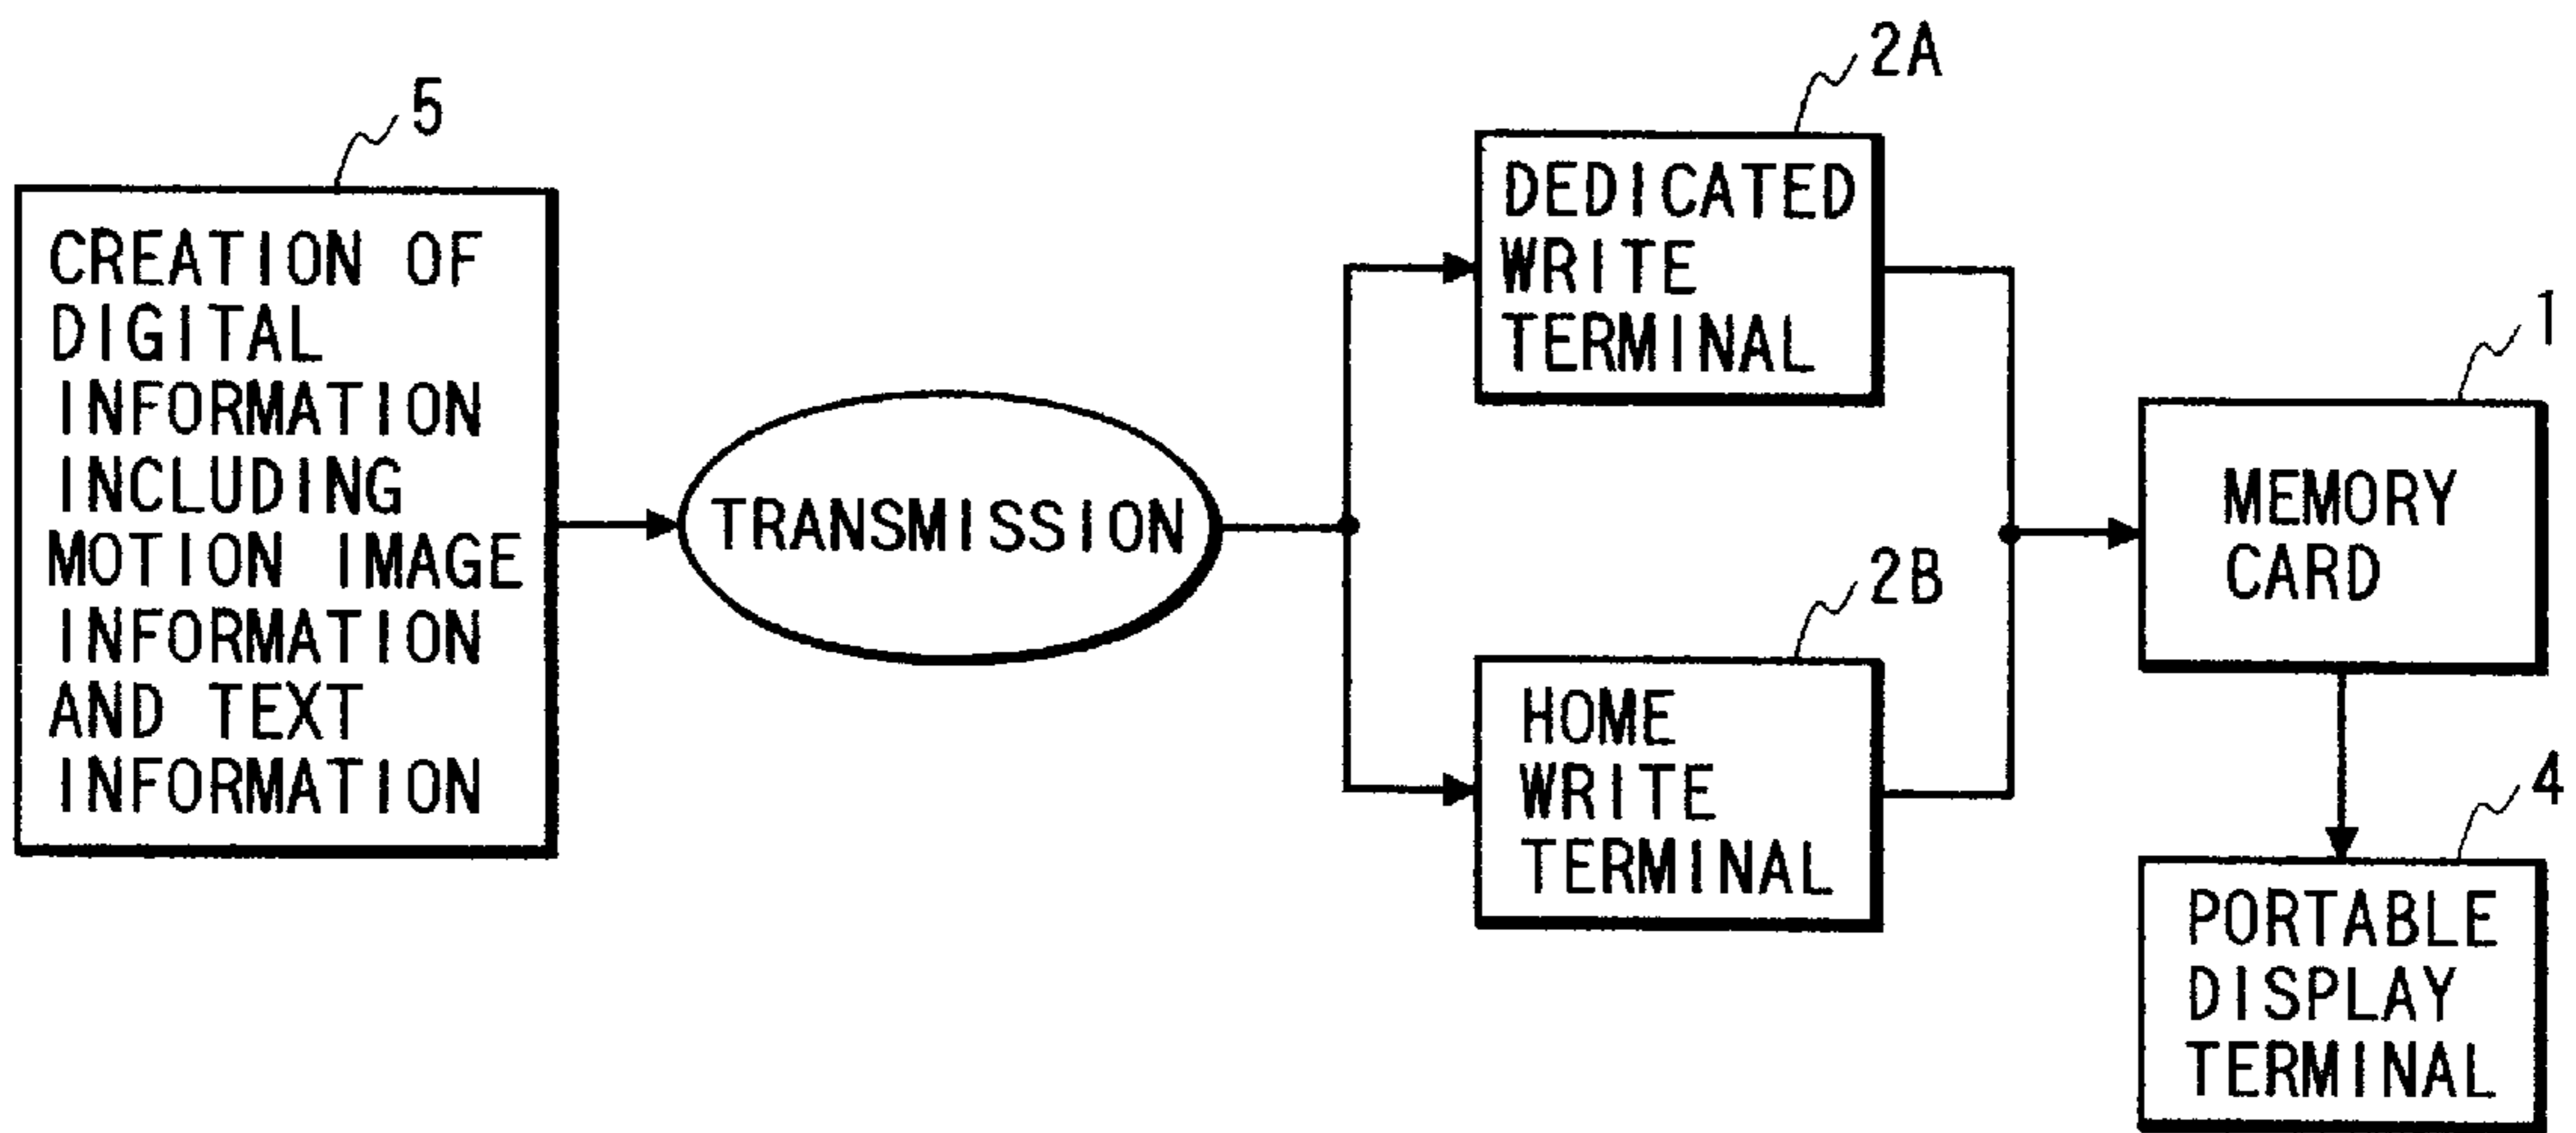 5
CREATION OF
DIGITAL
INFORMATION
INCLUDING
MOTION IMAGE
INFORMATION
AND TEXT
INFORMATION
TRANSMISSION
2A
DEDICATED
WRITE
TERMINAL
2B
HOME
WRITE
TERMINAL
1
MEMORY
CARD
4
PORTABLE
DISPLAY
TERMINAL